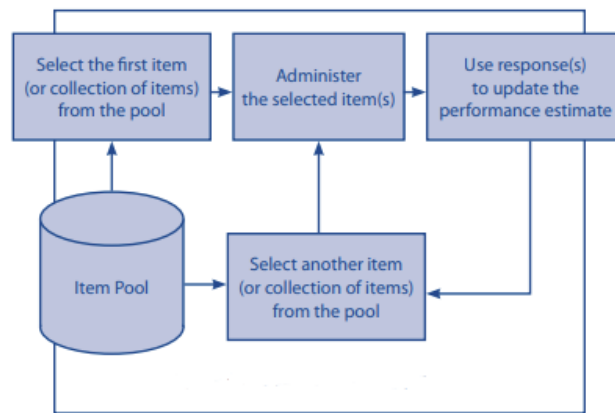 Select the first item
(or collection of items)
from the pool
Administer
the selected item(s)
Use response(s)
to update the
performance estimate
Item Pool
Select another item
(or collection of items)
from the pool